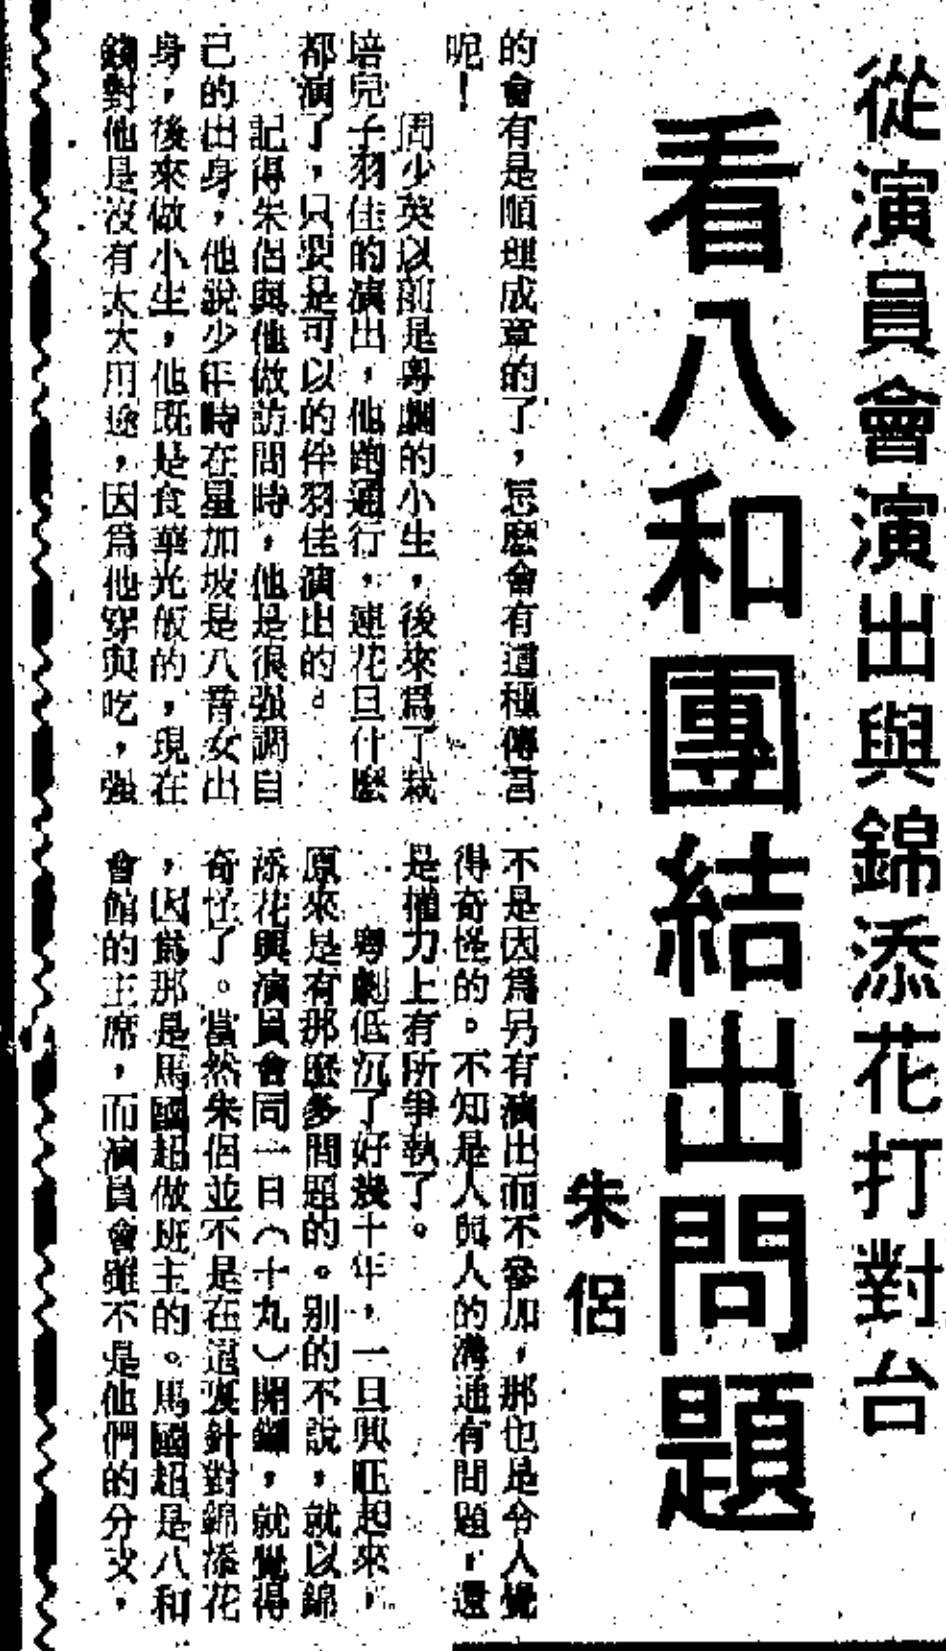 從演員會演出與錦添花打對台
看八和團結出問題
朱侶
的會有是順理成章的了，怎麽會有這種傳言
呢！
周少英以前是粵劇的小生，後來爲了栽
培兒子羽佳的演出，他跑通行，連花旦什麽
都演了，只要是可以的伴羽佳演出的。
記得朱侶與他做訪問時，他是很强調自
己的出身，他說少年時在星加坡是八音女出
身，後來做小生，他既是食華光飯的，現在
錢對他是沒有太大用途，因爲他穿與吃，强
不是因爲另有演出而不參加，那也是令人覺
得奇怪的。不知是人與人的溝通有問題，還
是權力上有所爭執了。
粵劇低沉了好幾十年，一旦興旺起來，
原來是有那麽多問題的。别的不說，就以錦
添花與演員會同一日（十九）開鑼，就覺得
奇怪了。當然朱侶並不是在這裏針對錦添花
，因爲那是馬國超做班主的。馬國超是八和
會館的主席，而演員會雖不是他們的分支，